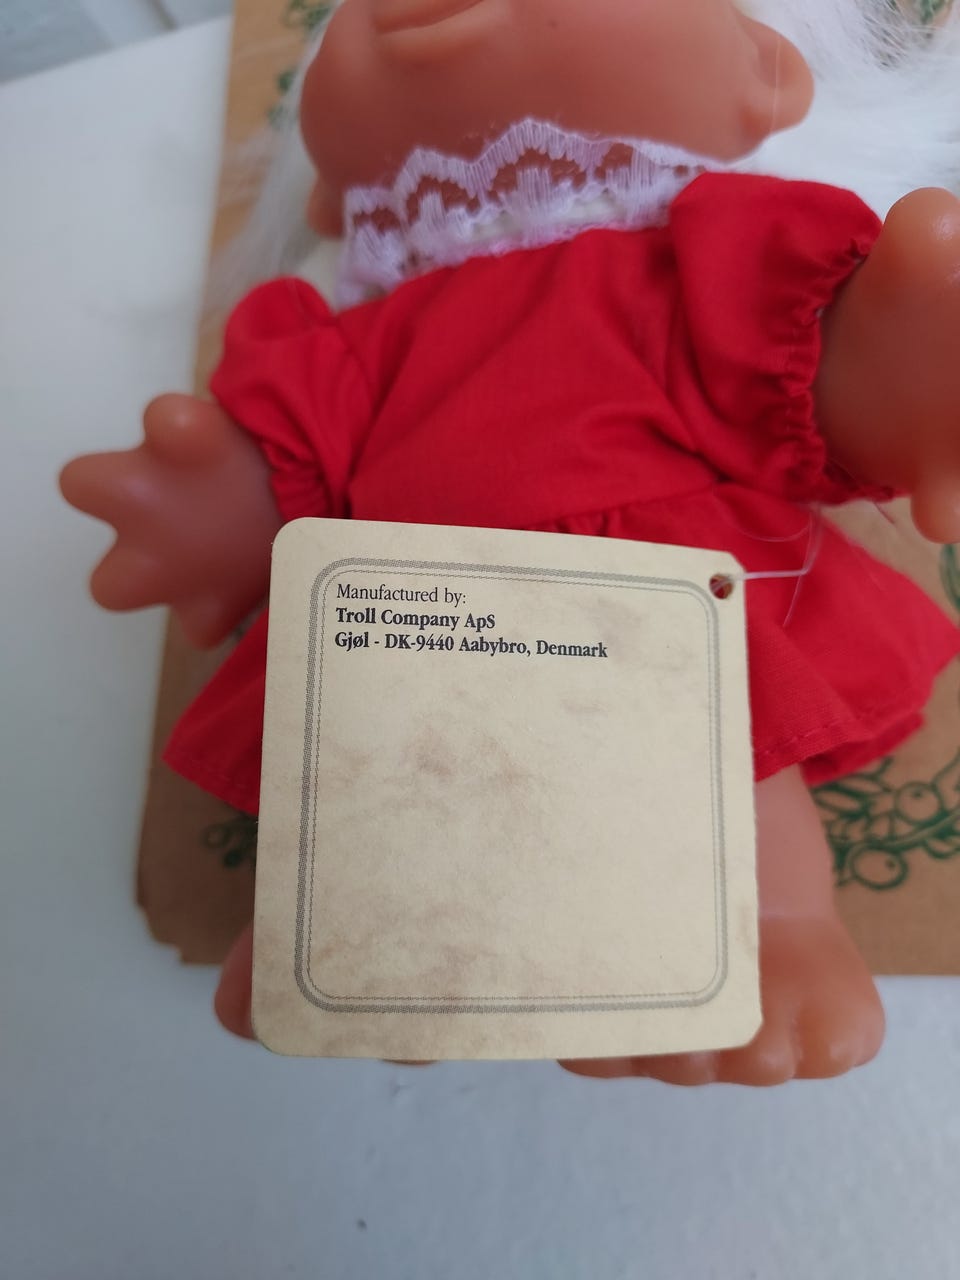 Manufactured by:
Troll Company ApS
Gjøl - DK-9440 Aabybro, Denmark